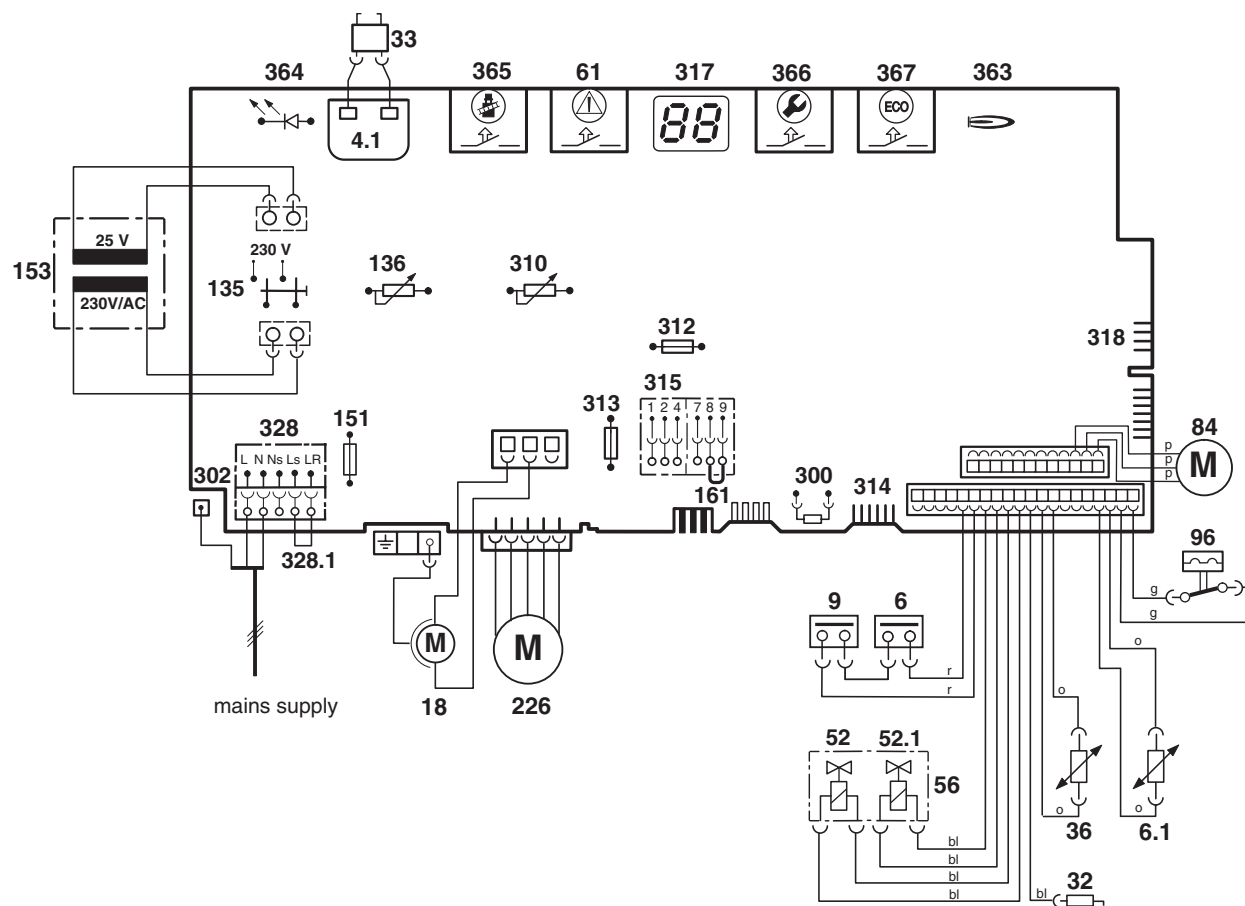 33
364
365
61
317
366
367
363
ECO
88
4.1
25 V
153
230V/AC
230 V
135
136
310
312
318
315
1 2 4 7 8 9
313
151
328
L N Ns Ls LR
302
328.1
161
300
314
84
M
p
p
p
96
g
g
9
6
r
r
o
o
mains supply
M
18
M
226
52
52.1
56
bl
bl
bl
bl
o
36
o
6.1
bl
32